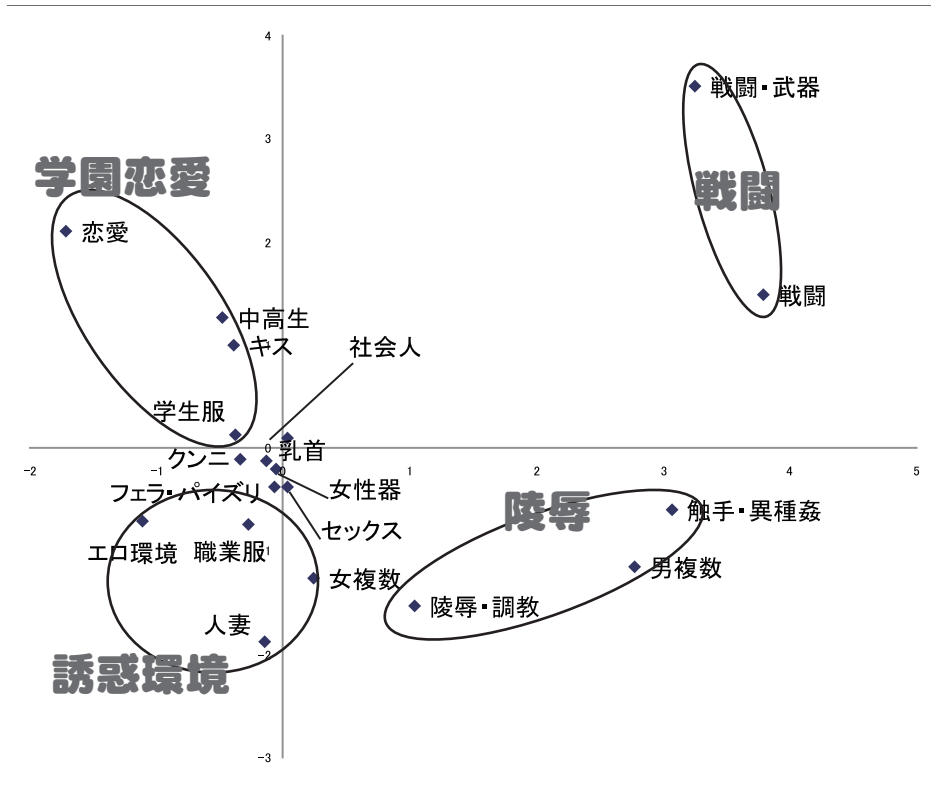 4
戦闘・武器
3
学園恋愛
戦闘
恋愛
2
戦闘
中高生
キス
1
社会人
学生服
0
乳首
クンニ
-2
-1
0
1
2
3
4
5
フェラ・パイズリ
女性器
陵辱
触手・異種姦
セックス
エロ環境
職業服
-1
男複数
女複数
陵辱・調教
人妻
-2
誘惑環境
-3